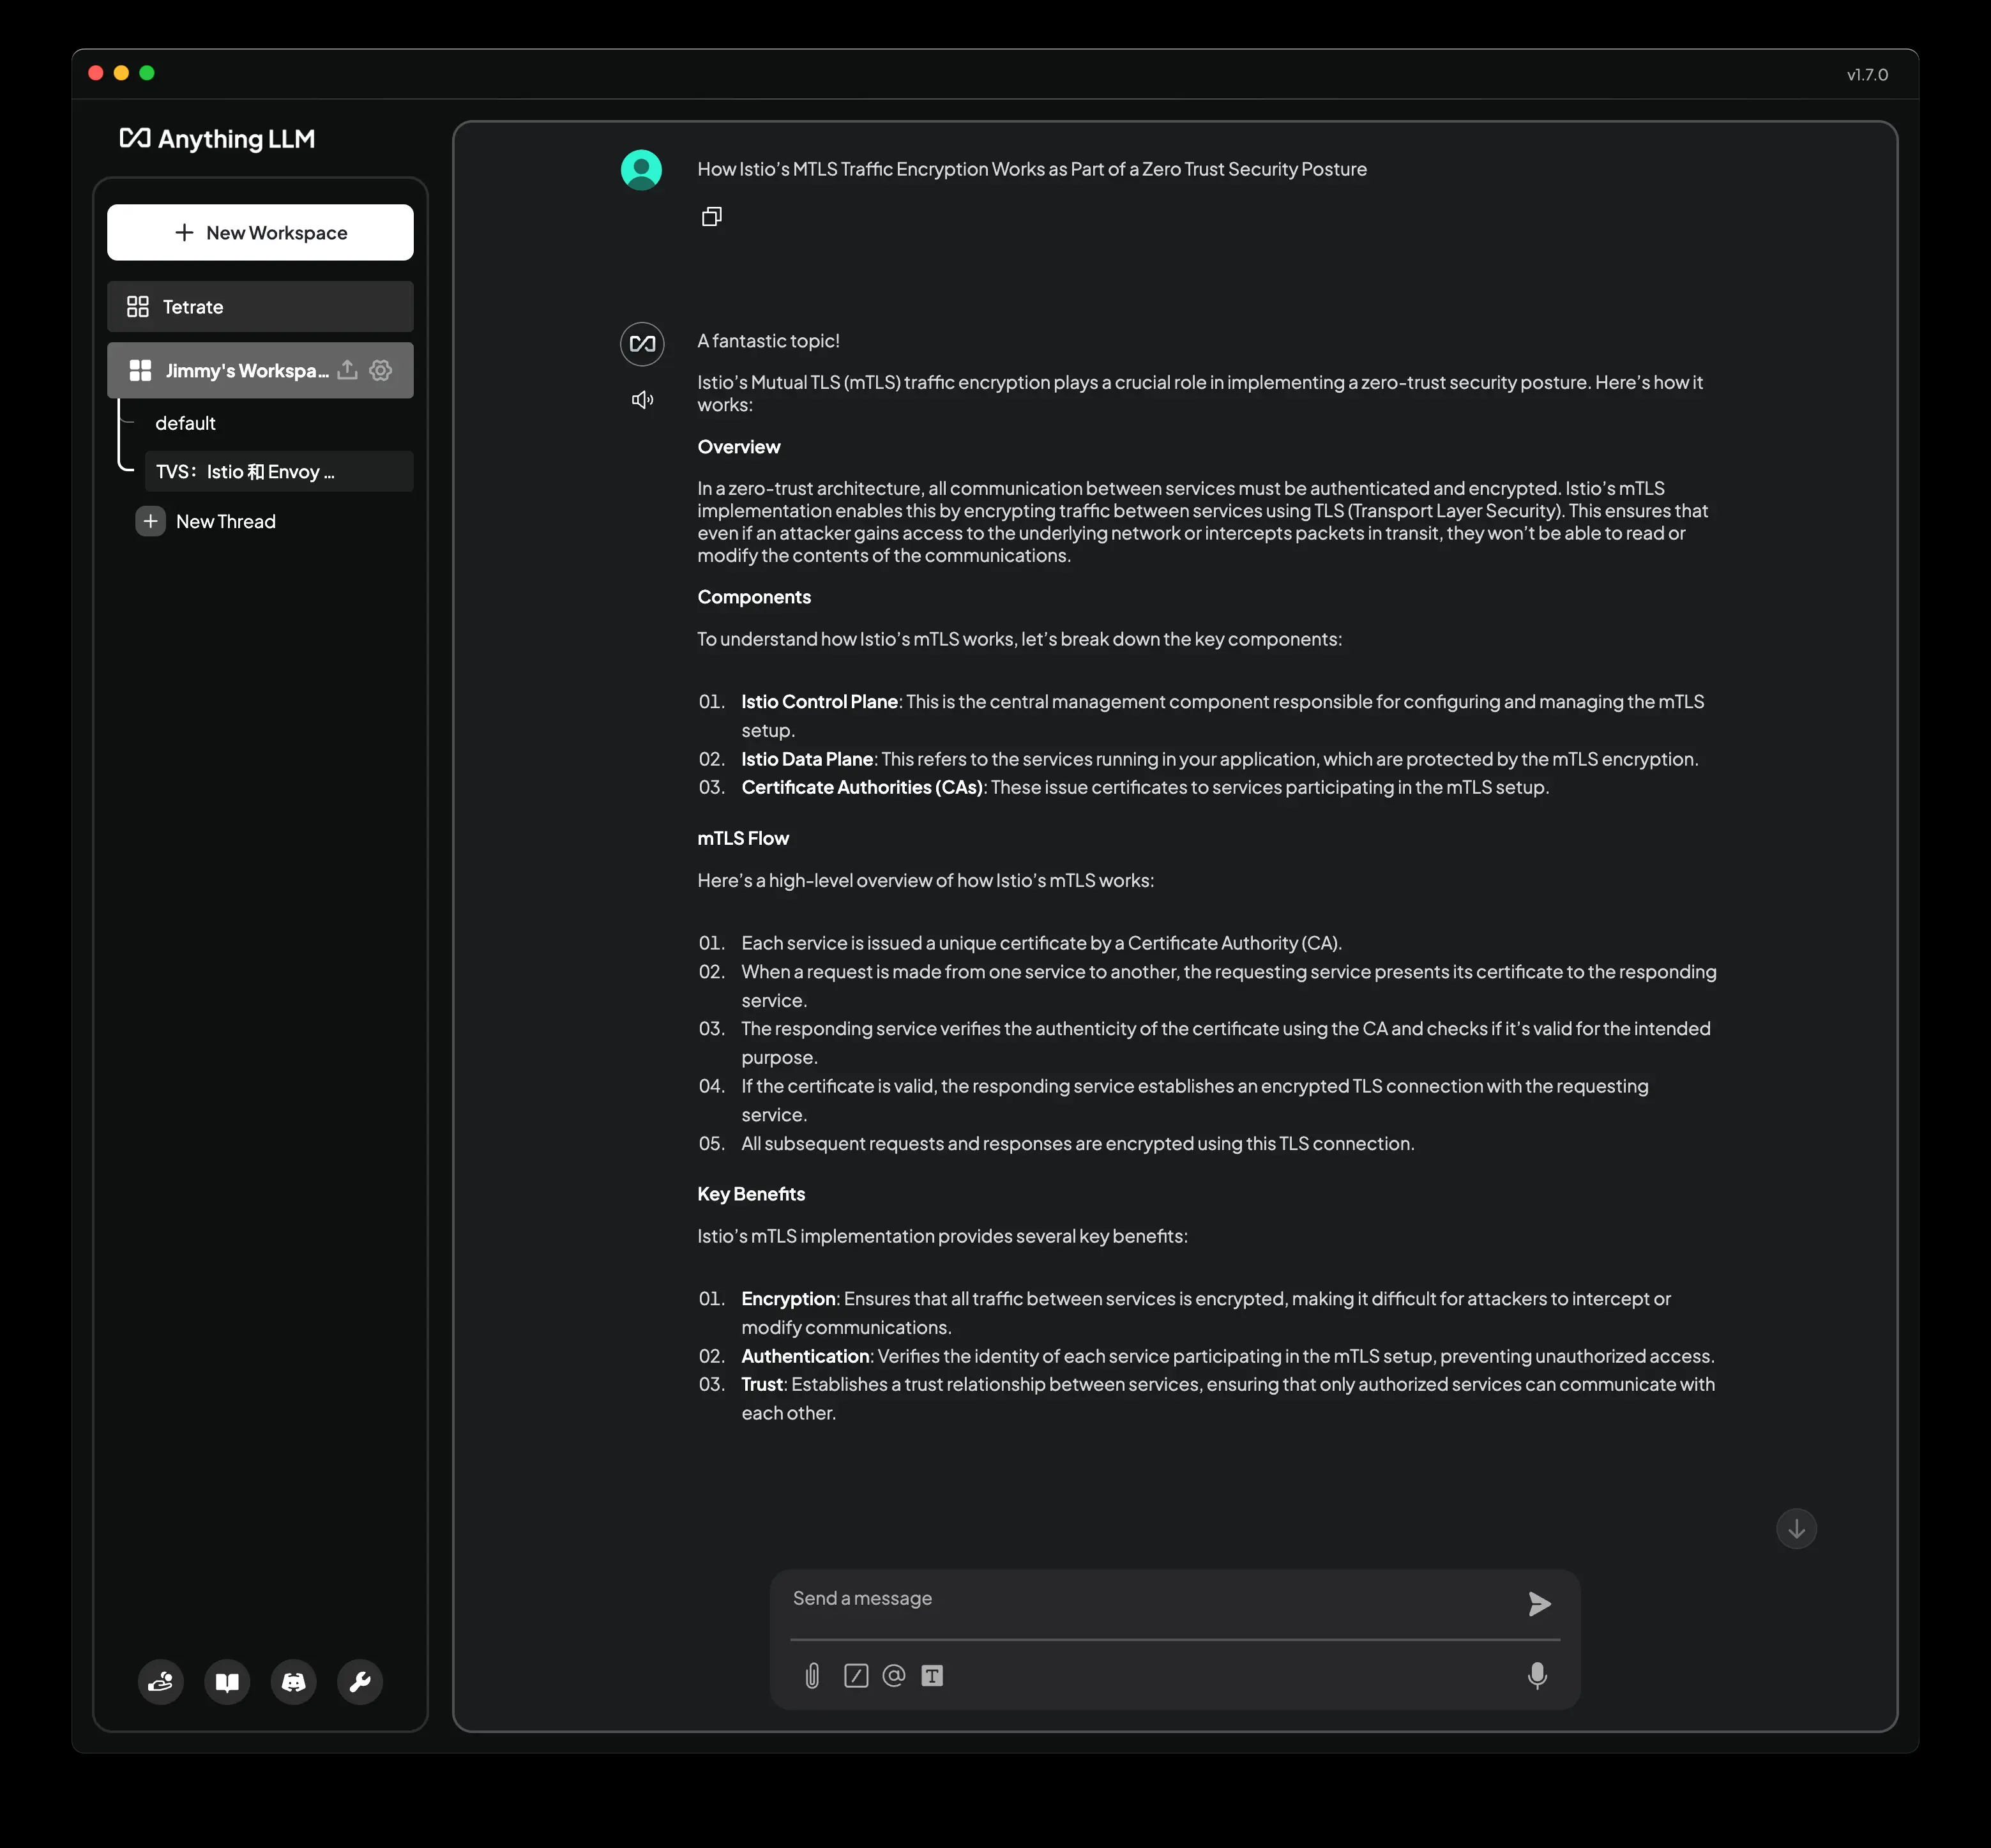 v1.7.0
Anything LLM
New Workspace
Tetrate
Jimmy's Workspa...
default
TVS：Istio 和 Envoy ...
New Thread
How Istio’s MTLS Traffic Encryption Works as Part of a Zero Trust Security Posture
A fantastic topic!
Istio’s Mutual TLS (mTLS) traffic encryption plays a crucial role in implementing a zero-trust security posture. Here’s how it
works:
Overview
In a zero-trust architecture, all communication between services must be authenticated and encrypted. Istio’s mTLS
implementation enables this by encrypting traffic between services using TLS (Transport Layer Security). This ensures that
even if an attacker gains access to the underlying network or intercepts packets in transit, they won’t be able to read or
modify the contents of the communications.
Components
To understand how Istio’s mTLS works, let’s break down the key components:
01. Istio Control Plane: This is the central management component responsible for configuring and managing the mTLS
setup.
02. Istio Data Plane: This refers to the services running in your application, which are protected by the mTLS encryption.
03. Certificate Authorities (CAs): These issue certificates to services participating in the mTLS setup.
mTLS Flow
Here’s a high-level overview of how Istio’s mTLS works:
01. Each service is issued a unique certificate by a Certificate Authority (CA).
02. When a request is made from one service to another, the requesting service presents its certificate to the responding
service.
03. The responding service verifies the authenticity of the certificate using the CA and checks if it’s valid for the intended
purpose.
04. If the certificate is valid, the responding service establishes an encrypted TLS connection with the requesting
service.
05. All subsequent requests and responses are encrypted using this TLS connection.
Key Benefits
Istio’s mTLS implementation provides several key benefits:
01. Encryption: Ensures that all traffic between services is encrypted, making it difficult for attackers to intercept or
modify communications.
02. Authentication: Verifies the identity of each service participating in the mTLS setup, preventing unauthorized access.
03. Trust: Establishes a trust relationship between services, ensuring that only authorized services can communicate with
each other.
Send a message